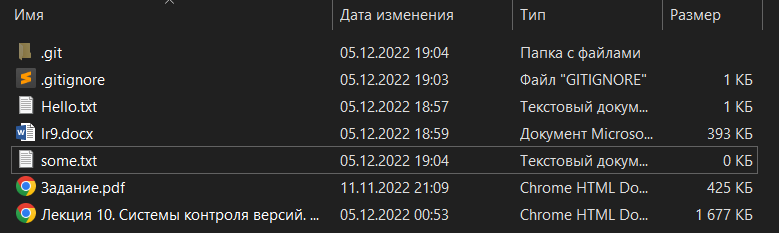 Имя Дата изменения Тип Размер
.git 05.12.2022 19:04 Папка с файлами
.gitignore 05.12.2022 19:03 Файл "GITIGNORE" 1 КБ
Hello.txt 05.12.2022 18:57 Текстовый докум... 1 КБ
lr9.docx 05.12.2022 18:59 Документ Microso... 393 КБ
some.txt 05.12.2022 19:04 Текстовый докум... 0 КБ
Задание.pdf 11.11.2022 21:09 Chrome HTML Do... 425 КБ
Лекция 10. Системы контроля версий. ... 05.12.2022 00:53 Chrome HTML Do... 1 677 КБ